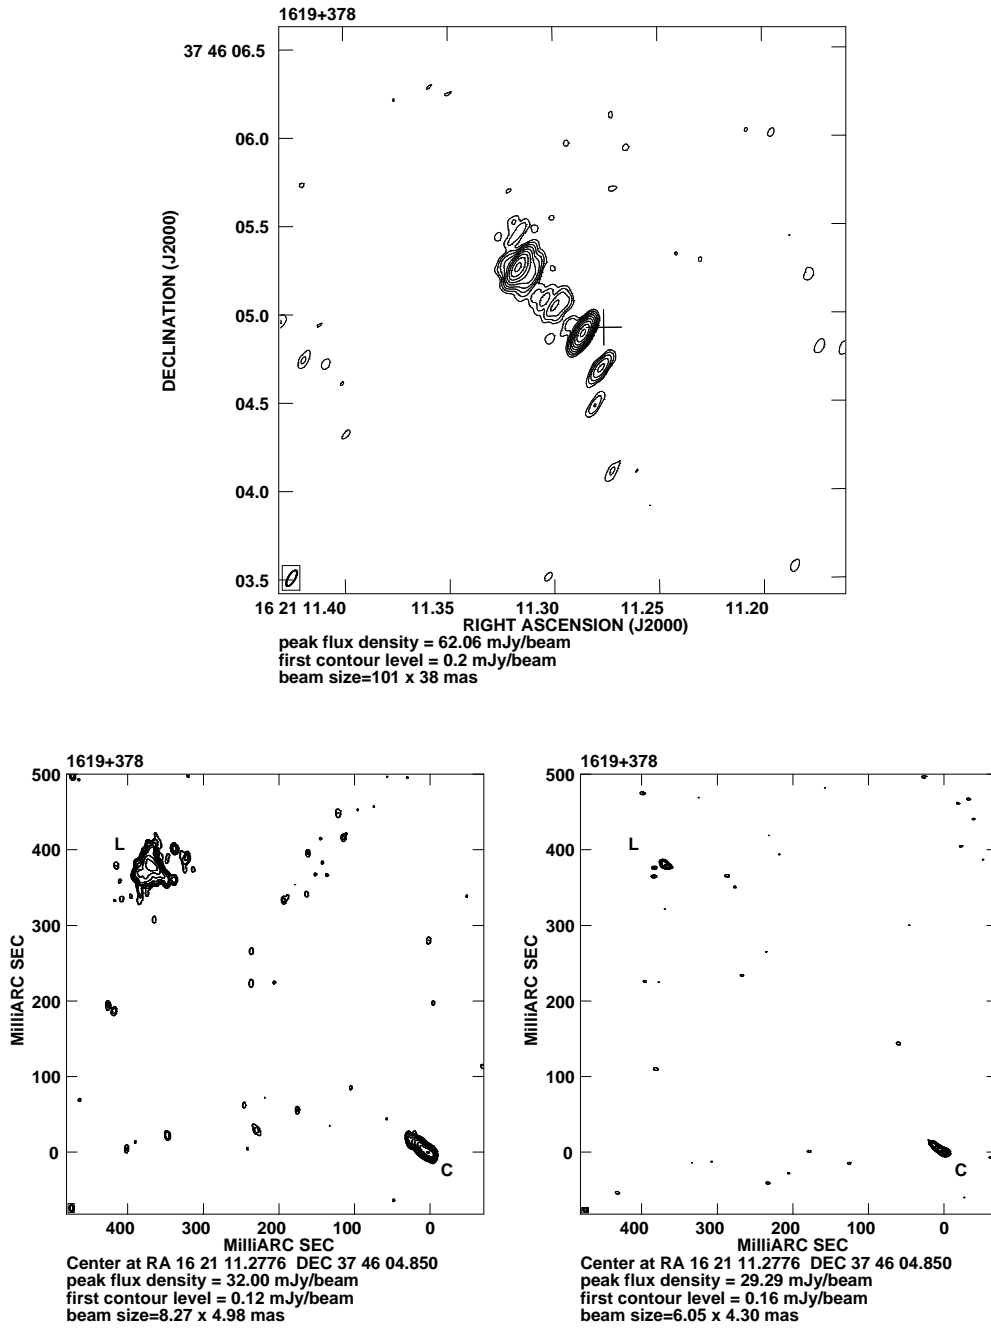 1619+378
37 46 06.5
06.0
05.5
05.0
04.5
04.0
03.5
DECLINATION (J2000)
16 21 11.40 11.35 11.30 11.25 11.20
RIGHT ASCENSION (J2000)
peak flux density = 62.06 mJy/beam
first contour level = 0.2 mJy/beam
beam size=101 x 38 mas
1619+378
500
400
300
200
100
0
MilliARC SEC
L
C
400 300 200 100 0
MilliARC SEC
Center at RA 16 21 11.2776 DEC 37 46 04.850
peak flux density = 32.00 mJy/beam
first contour level = 0.12 mJy/beam
beam size=8.27 x 4.98 mas
1619+378
500
400
300
200
100
0
MilliARC SEC
L
C
400 300 200 100 0
MilliARC SEC
Center at RA 16 21 11.2776 DEC 37 46 04.850
peak flux density = 29.29 mJy/beam
first contour level = 0.16 mJy/beam
beam size=6.05 x 4.30 mas